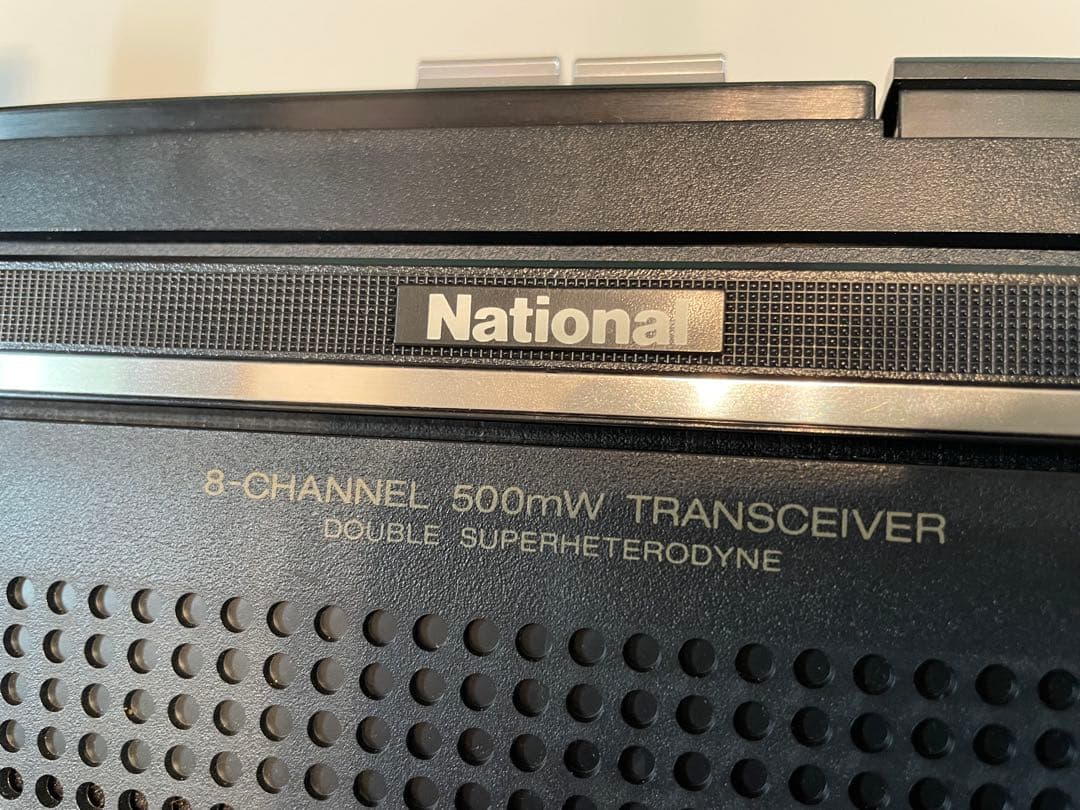 National
8-CHANNEL 500mW TRANSCEIVER
DOUBLE SUPERHETERODYNE